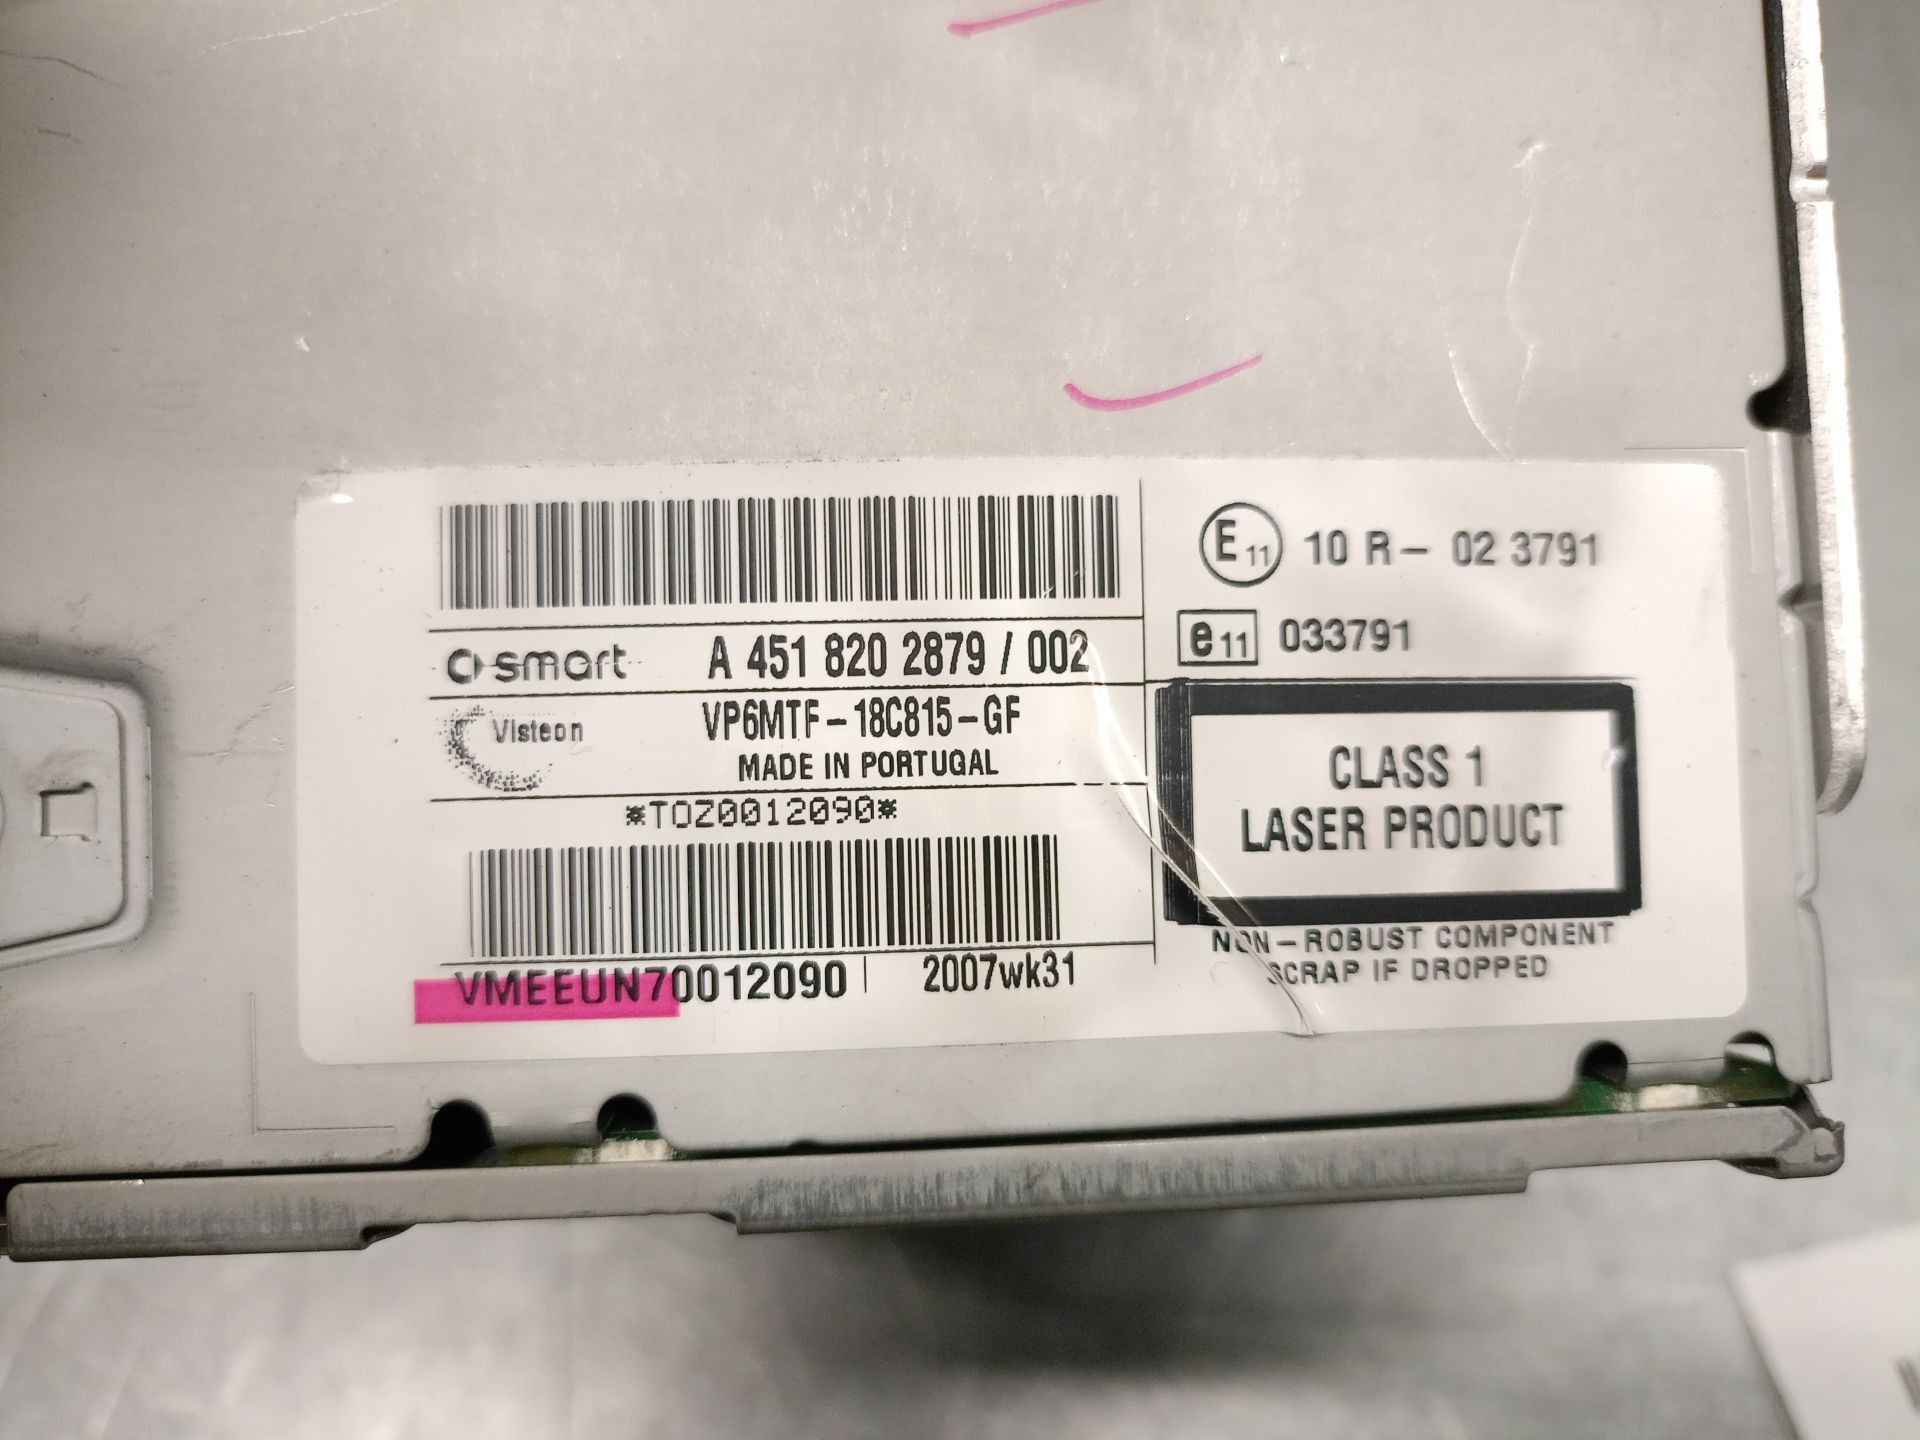 smart A 451 820 2879 / 002
Visteon VP6MTF-18C815-GF
MADE IN PORTUGAL
*TOZ0012090*
VMEEUN70012090 2007wk31
E11 10 R- 02 3791
e11 033791
CLASS 1
LASER PRODUCT
NON-ROBUST COMPONENT
SCRAP IF DROPPED